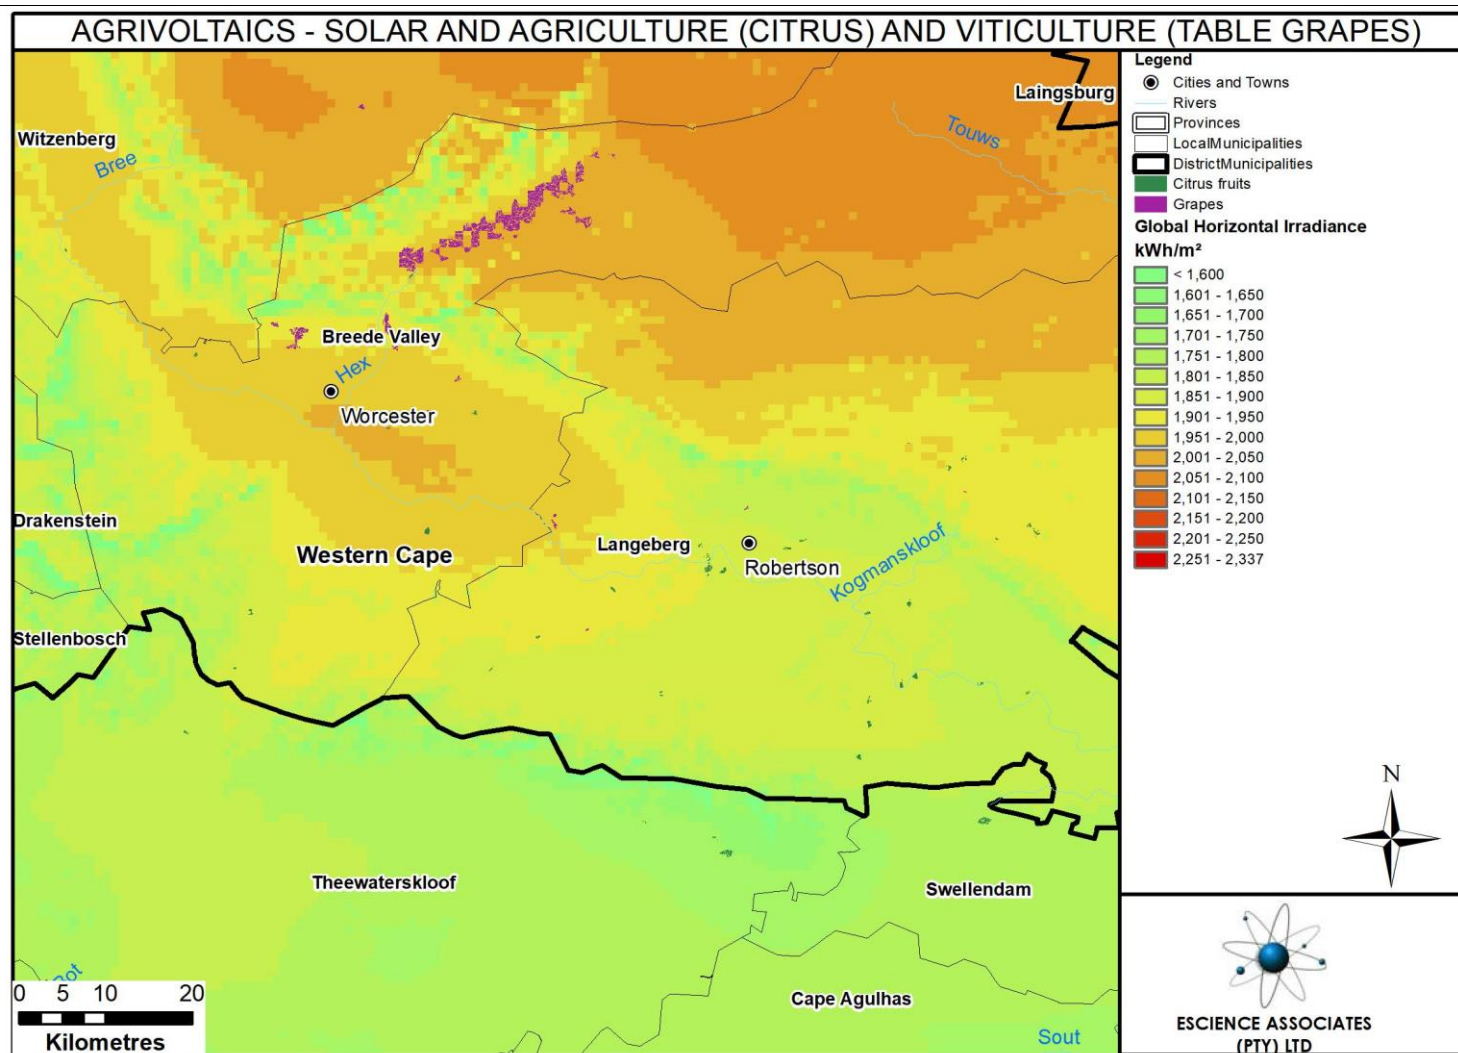 AGRIVOLTAICS - SOLAR AND AGRICULTURE (CITRUS) AND VITICULTURE (TABLE GRAPES)
Laingsburg
Witzenberg
Bree
Touws
Breede Valley
Hex
Worcester
Drakenstein
Western Cape
Langeberg
Robertson
Kogmanskloof
Stellenbosch
Theewaterskloof
Swellendam
Cape Agulhas
Sout
0 5 10 20
Kilometres
Legend
Cities and Towns
Rivers
Provinces
LocalMunicipalities
DistrictMunicipalities
Citrus fruits
Grapes
Global Horizontal Irradiance
kWh/m²
< 1,600
1,601 - 1,650
1,651 - 1,700
1,701 - 1,750
1,751 - 1,800
1,801 - 1,850
1,851 - 1,900
1,901 - 1,950
1,951 - 2,000
2,001 - 2,050
2,051 - 2,100
2,101 - 2,150
2,151 - 2,200
2,201 - 2,250
2,251 - 2,337
N
ESCIENCE ASSOCIATES
(PTY) LTD